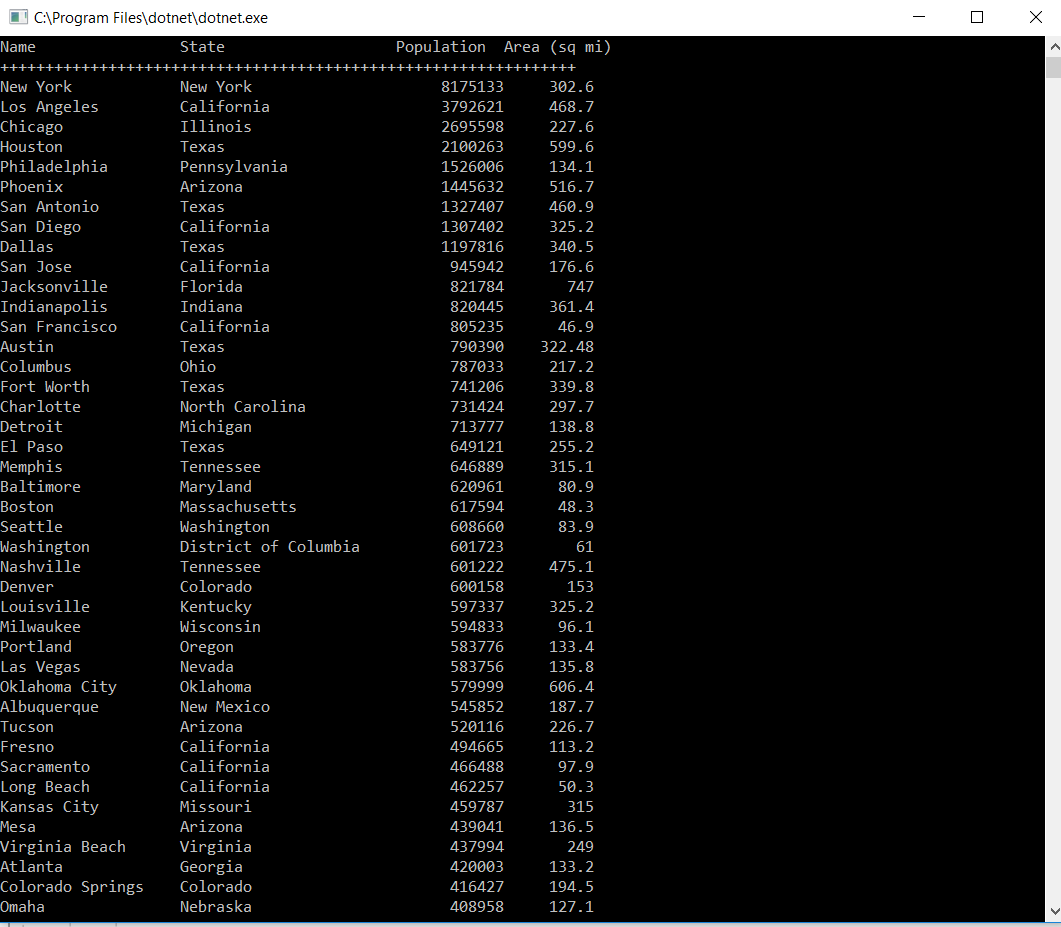 C:\Program Files\dotnet\dotnet.exe
Name                State                   Population  Area (sq mi)
++++++++++++++++++++++++++++++++++++++++++++++++++++++++++++++++
New York            New York                     8175133     302.6
Los Angeles         California                   3792621     468.7
Chicago             Illinois                     2695598     227.6
Houston             Texas                        2100263     599.6
Philadelphia        Pennsylvania                 1526006     134.1
Phoenix             Arizona                      1445632     516.7
San Antonio         Texas                        1327407     460.9
San Diego           California                   1307402     325.2
Dallas              Texas                        1197816     340.5
San Jose            California                    945942     176.6
Jacksonville        Florida                       821784       747
Indianapolis        Indiana                       820445     361.4
San Francisco       California                    805235      46.9
Austin              Texas                         790390    322.48
Columbus            Ohio                          787033     217.2
Fort Worth          Texas                         741206     339.8
Charlotte           North Carolina                731424     297.7
Detroit             Michigan                      713777     138.8
El Paso             Texas                         649121     255.2
Memphis             Tennessee                     646889     315.1
Baltimore           Maryland                      620961      80.9
Boston              Massachusetts                 617594      48.3
Seattle             Washington                    608660      83.9
Washington          District of Columbia          601723        61
Nashville           Tennessee                     601222     475.1
Denver              Colorado                      600158       153
Louisville          Kentucky                      597337     325.2
Milwaukee           Wisconsin                     594833      96.1
Portland            Oregon                        583776     133.4
Las Vegas           Nevada                        583756     135.8
Oklahoma City       Oklahoma                      579999     606.4
Albuquerque         New Mexico                    545852     187.7
Tucson              Arizona                       520116     226.7
Fresno              California                    494665     113.2
Sacramento          California                    466488      97.9
Long Beach          California                    462257      50.3
Kansas City         Missouri                      459787       315
Mesa                Arizona                       439041     136.5
Virginia Beach      Virginia                      437994       249
Atlanta             Georgia                       420003     133.2
Colorado Springs    Colorado                      416427     194.5
Omaha               Nebraska                      408958     127.1